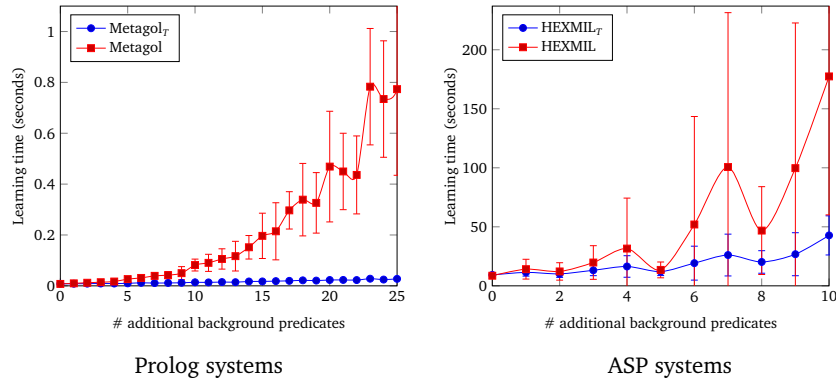 Metagol_T
Metagol
Learning time (seconds)
1
0.8
0.6
0.4
0.2
0
0 5 10 15 20 25
# additional background predicates
Prolog systems
HEXMIL_T
HEXMIL
Learning time (seconds)
200
150
100
50
0
0 2 4 6 8 10
# additional background predicates
ASP systems